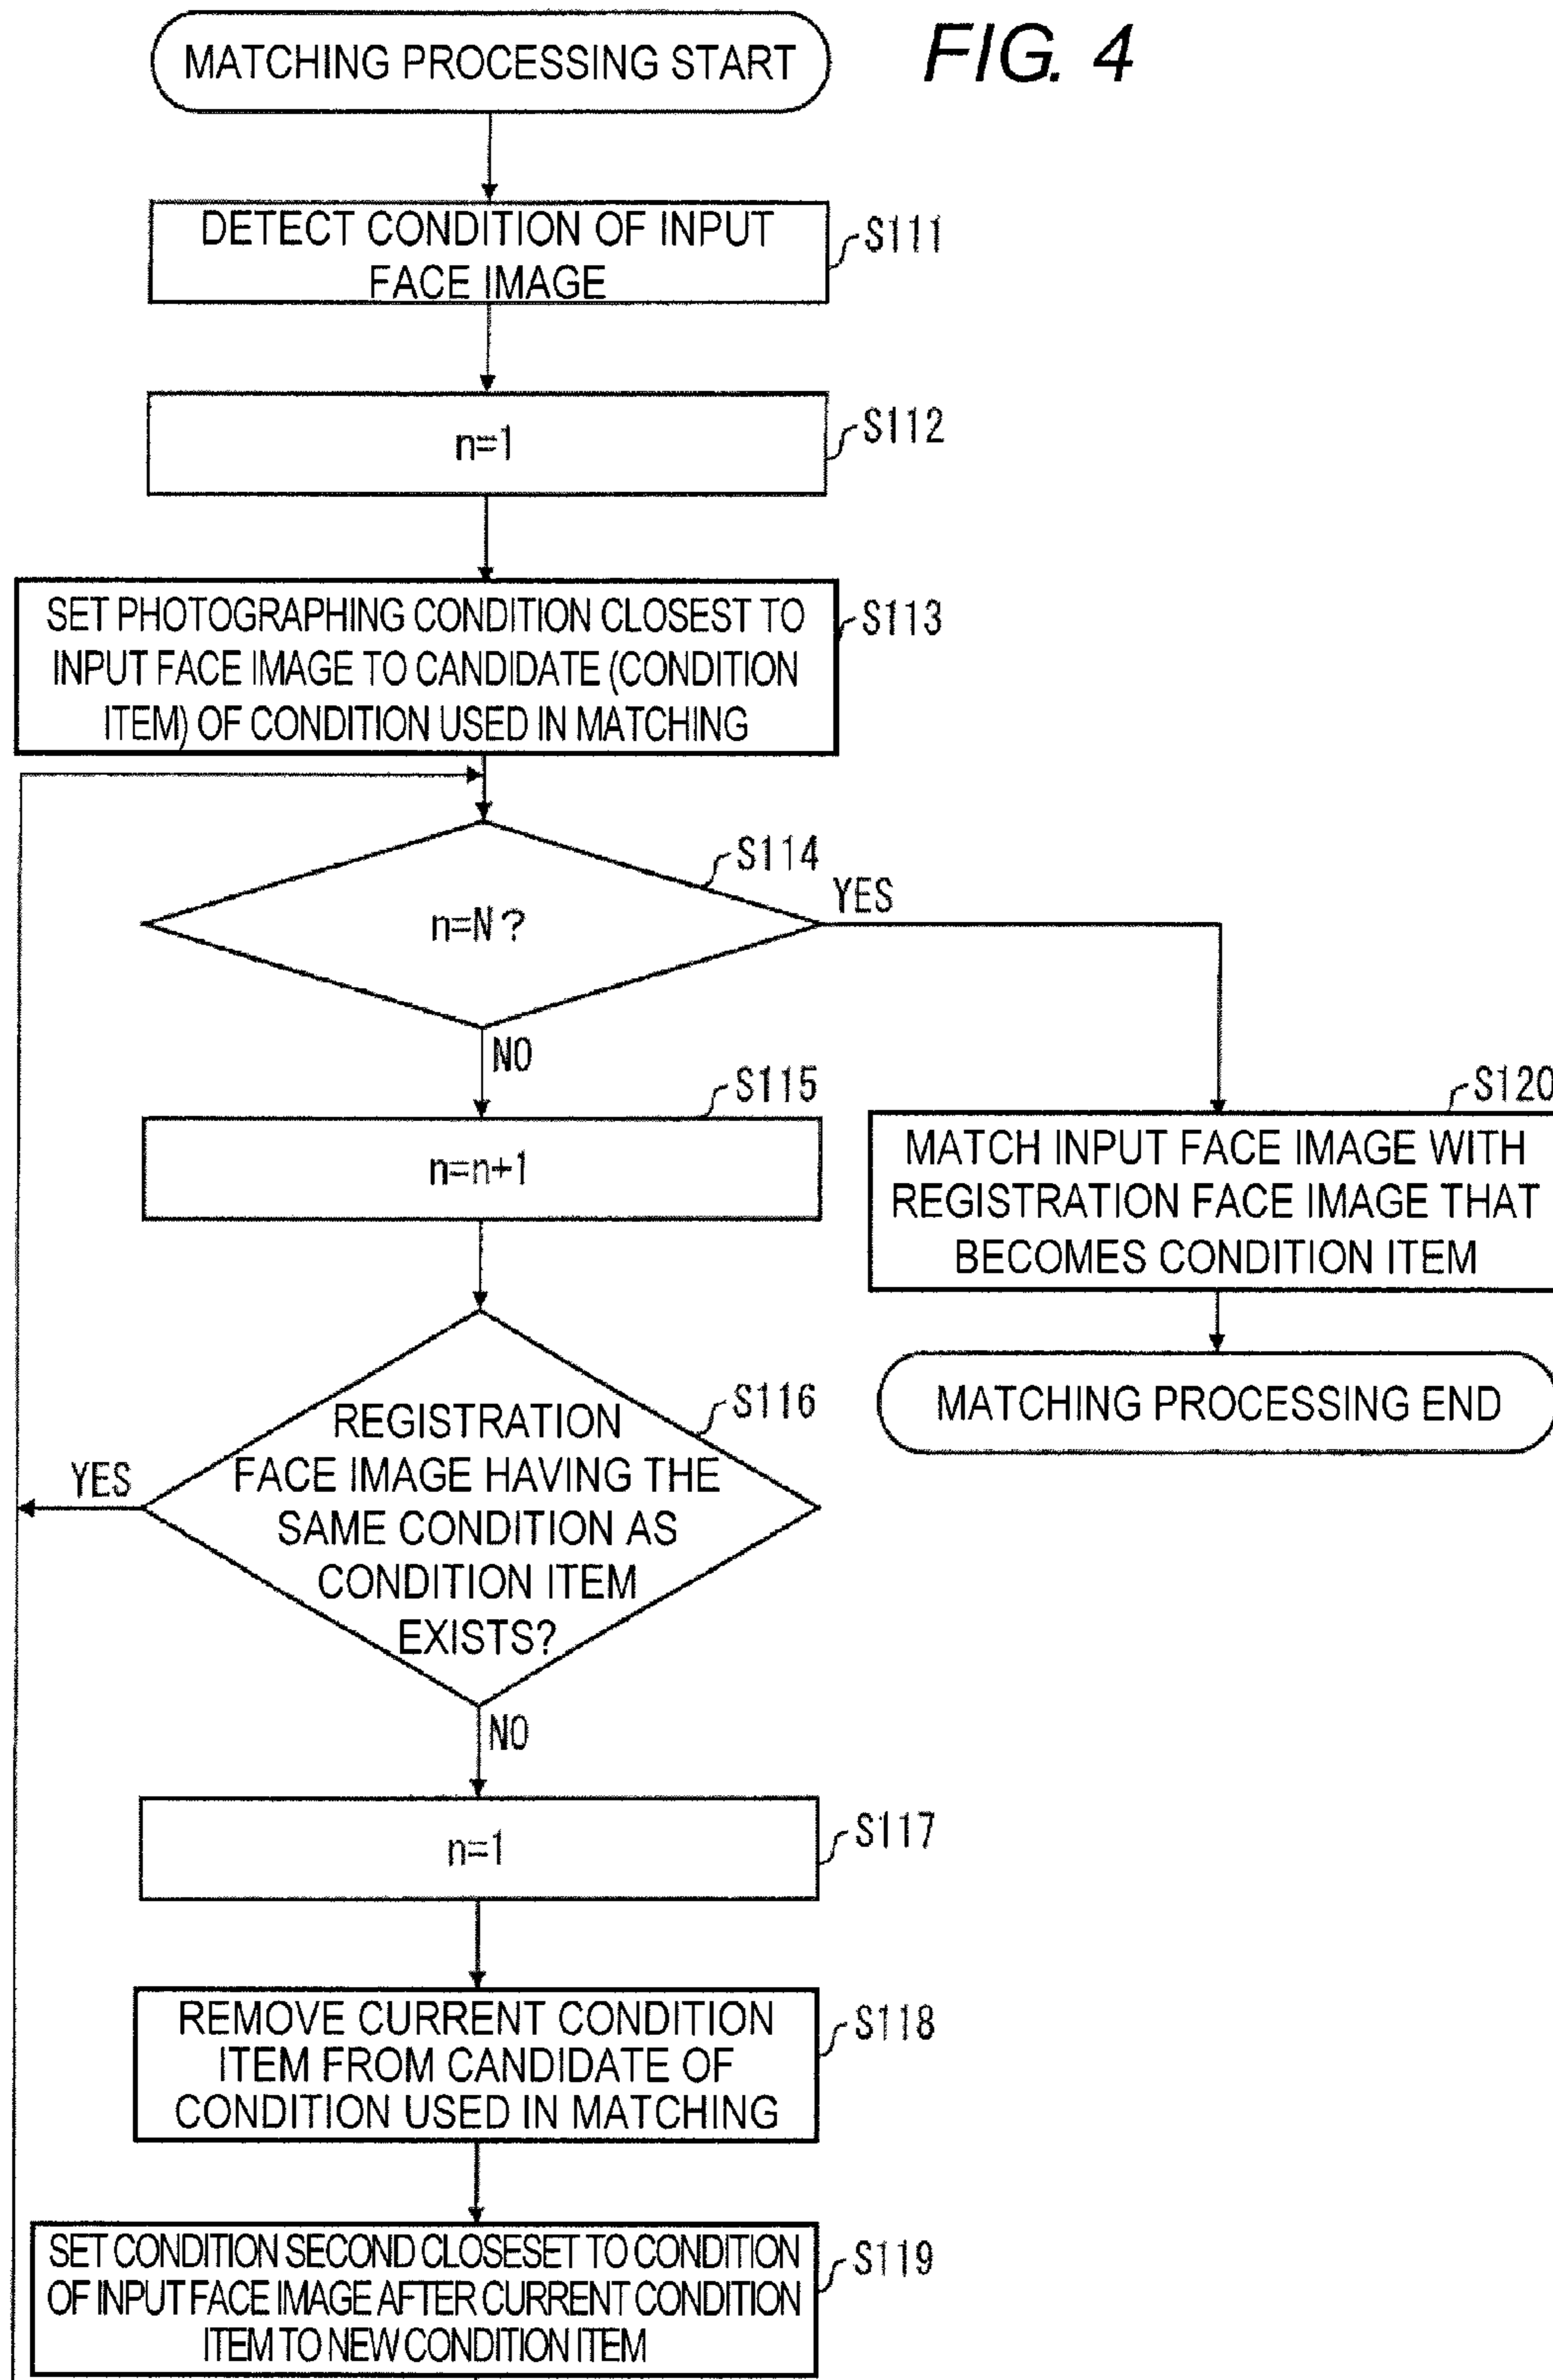 FIG. 4
MATCHING PROCESSING START
DETECT CONDITION OF INPUT
FACE IMAGE
S111
n=1
S112
SET PHOTOGRAPHING CONDITION CLOSEST TO
INPUT FACE IMAGE TO CANDIDATE (CONDITION
ITEM) OF CONDITION USED IN MATCHING
S113
n=N?
S114
YES
NO
n=n+1
S115
S120
MATCH INPUT FACE IMAGE WITH
REGISTRATION FACE IMAGE THAT
BECOMES CONDITION ITEM
MATCHING PROCESSING END
REGISTRATION
FACE IMAGE HAVING THE
SAME CONDITION AS
CONDITION ITEM
EXISTS?
S116
YES
NO
n=1
S117
REMOVE CURRENT CONDITION
ITEM FROM CANDIDATE OF
CONDITION USED IN MATCHING
S118
SET CONDITION SECOND CLOSESET TO CONDITION
OF INPUT FACE IMAGE AFTER CURRENT CONDITION
ITEM TO NEW CONDITION ITEM
S119